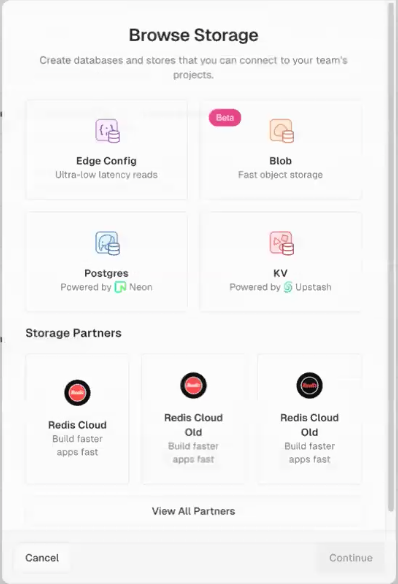 Browse Storage
Create databases and stores that you can connect to your team's
projects.
Beta
Edge Config
Ultra-low latency reads
Blob
Fast object storage
Postgres
Powered by Neon
KV
Powered by Upstash
Storage Partners
Redis
Redis Cloud
Build faster
apps fast
Redis
Redis Cloud
Old
Build faster
apps fast
Redis
Redis Cloud
Old
Build faster
apps fast
View All Partners
Cancel
Continue